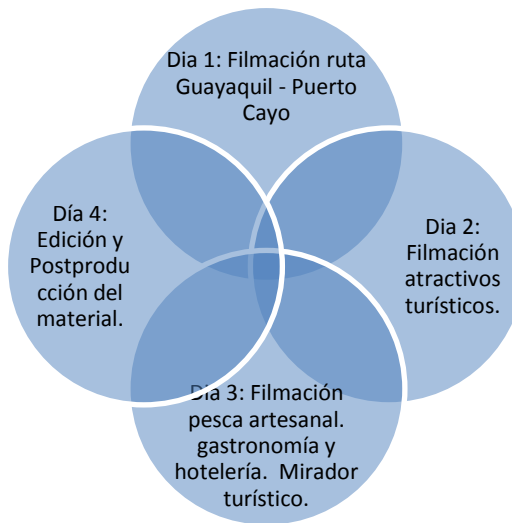 Dia 1: Filmación ruta
Guayaquil - Puerto
Cayo
Día 4:
Edición y
Postprodu
cción del
material.
Dia 2:
Filmación
atractivos
turísticos.
Dia 3: Filmación
pesca artesanal.
gastronomía y
hotelería.  Mirador
turístico.